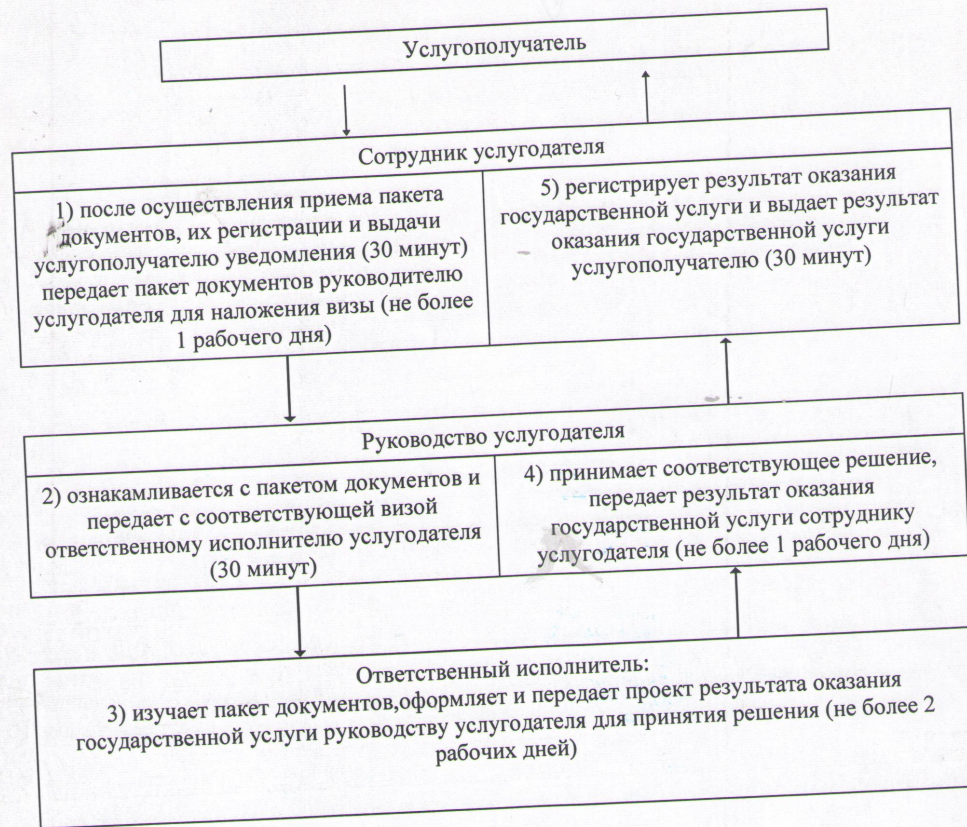 Услугополучатель
Сотрудник услугодателя
1) после осуществления приема пакета
документов, их регистрации и выдачи
услугополучателю уведомления (30 минут)
передает пакет документов руководителю
услугодателя для наложения визы (не более
1 рабочего дня)
5) регистрирует результат оказания
государственной услуги и выдает результат
оказания государственной услуги
услугополучателю (30 минут)
Руководство услугодателя
2) ознакамливается с пакетом документов и
передает с соответствующей визой
ответственному исполнителю услугодателя
(30 минут)
4) принимает соответствующее решение,
передает результат оказания
государственной услуги сотруднику
услугодателя (не более 1 рабочего дня)
Ответственный исполнитель:
3) изучает пакет документов,оформляет и передает проект результата оказания
государственной услуги руководству услугодателя для принятия решения (не более 2
рабочих дней)